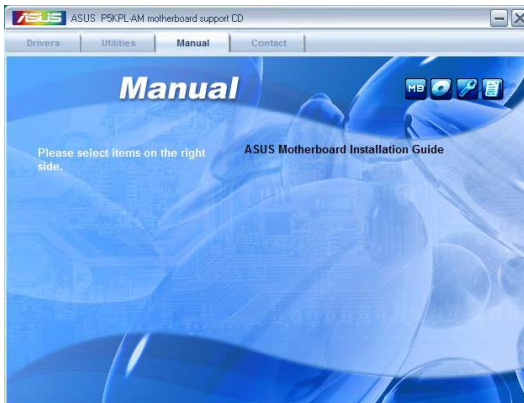 ASUS ASUS P5KPL-AM motherboard support CD
Drivers Utilities Manual Contact
Manual
MB
Please select items on the right
side.
ASUS Motherboard Installation Guide